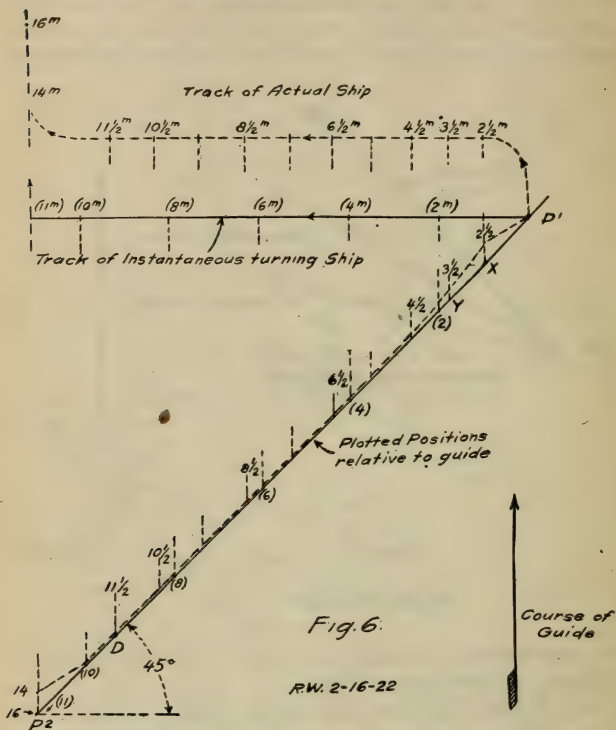 16ᵐ
14ᵐ
Track of Actual Ship
11½ᵐ 10½ᵐ 8½ᵐ 6½ᵐ 4½ᵐ 3½ᵐ 2½ᵐ
(11ᵐ) (10ᵐ) (8ᵐ) (6ᵐ) (4ᵐ) (2ᵐ) P'
Track of Instantaneous turning Ship
2½
X
3½
Y
4½
(2)
6½
(4)
Plotted Positions
relative to guide
8½
(6)
10½
(8)
11½
D
(10)
45°
14
(11)
16
P2
Fig. 6.
R.W. 2-16-22
Course of
Guide